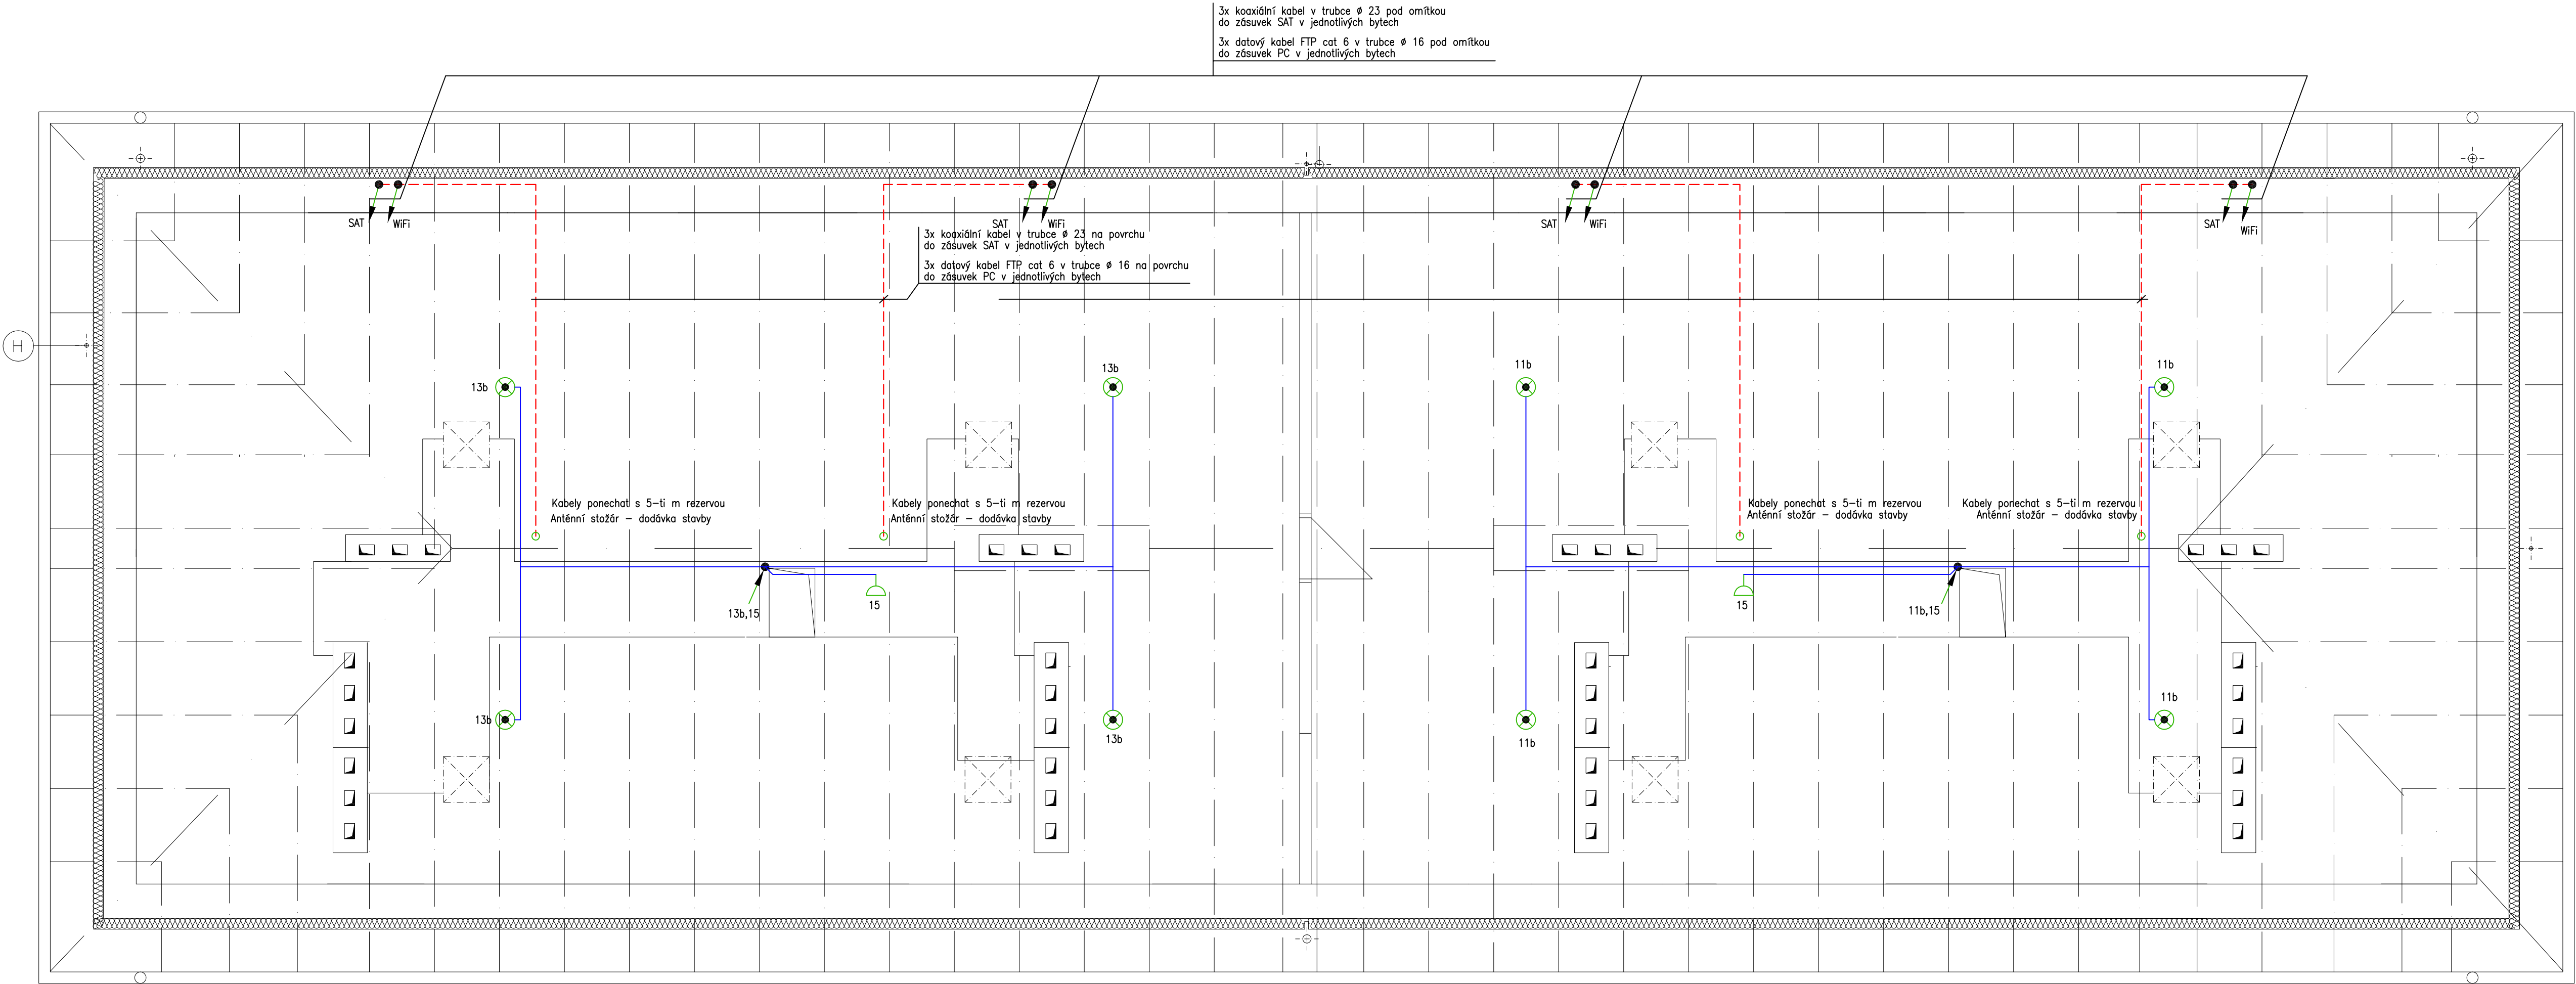 3x koaxiální kabel v trubce ø 23 pod omítkou
do zásuvek SAT v jednotlivých bytech
3x datový kabel FTP cat 6 v trubce ø 16 pod omítkou
do zásuvek PC v jednotlivých bytech
SAT
WiFi
SAT
WiFi
SAT
WiFi
SAT
WiFi
3x koaxiální kabel v trubce ø 23 na povrchu
do zásuvek SAT v jednotlivých bytech
3x datový kabel FTP cat 6 v trubce ø 16 na povrchu
do zásuvek PC v jednotlivých bytech
H
13b
13b
11b
11b
Kabely ponechat s 5-ti m rezervou
Anténní stožár – dodávka stavby
Kabely ponechat s 5-ti m rezervou
Anténní stožár – dodávka stavby
Kabely ponechat s 5-ti m rezervou
Anténní stožár – dodávka stavby
Kabely ponechat s 5-ti m rezervou
Anténní stožár – dodávka stavby
13b,15
15
15
11b,15
13b
13b
11b
11b